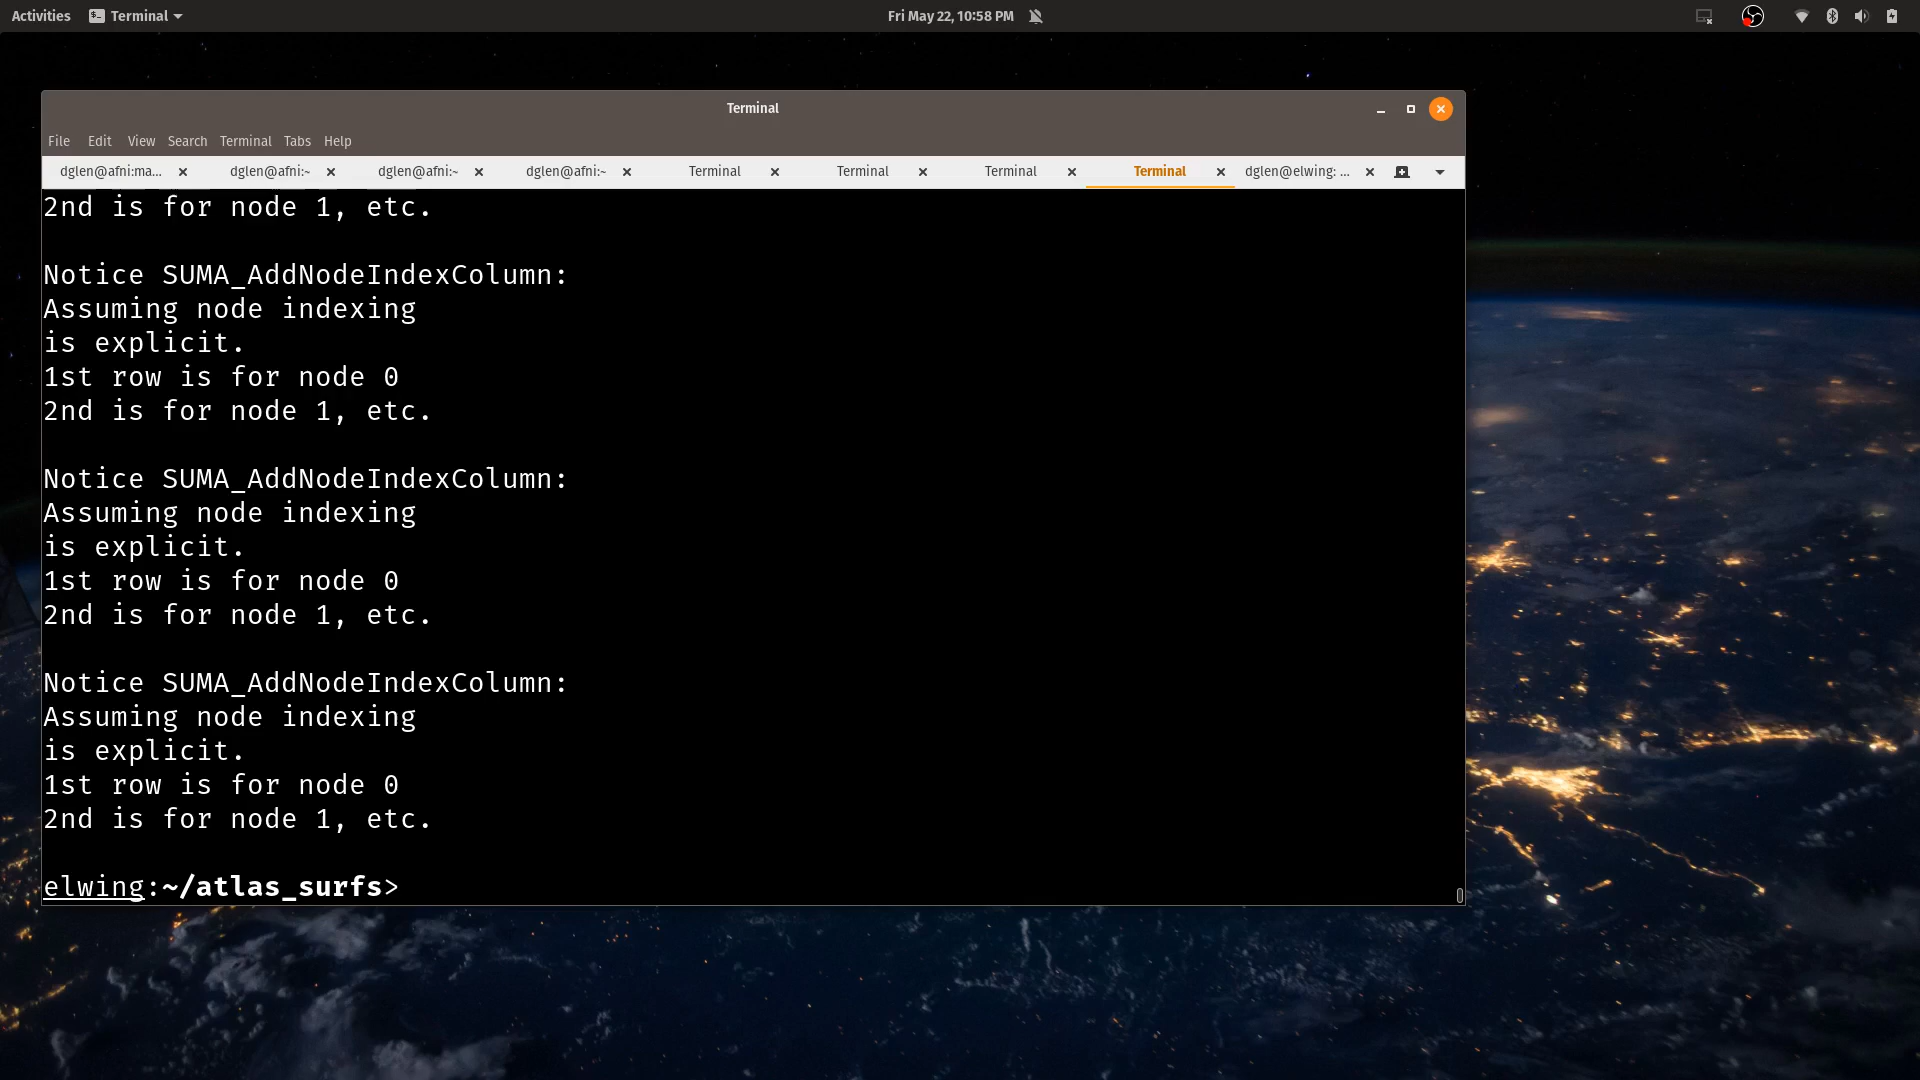 Activities Terminal Fri May 22, 10:58 PM
Terminal
File Edit View Search Terminal Tabs Help
dglen@afni:ma... dglen@afni:~ dglen@afni:~ dglen@afni:~ Terminal Terminal Terminal Terminal dglen@elwing: ...
2nd is for node 1, etc.
Notice SUMA_AddNodeIndexColumn:
Assuming node indexing
is explicit.
1st row is for node 0
2nd is for node 1, etc.
Notice SUMA_AddNodeIndexColumn:
Assuming node indexing
is explicit.
1st row is for node 0
2nd is for node 1, etc.
Notice SUMA_AddNodeIndexColumn:
Assuming node indexing
is explicit.
1st row is for node 0
2nd is for node 1, etc.
elwing:~/atlas_surfs>